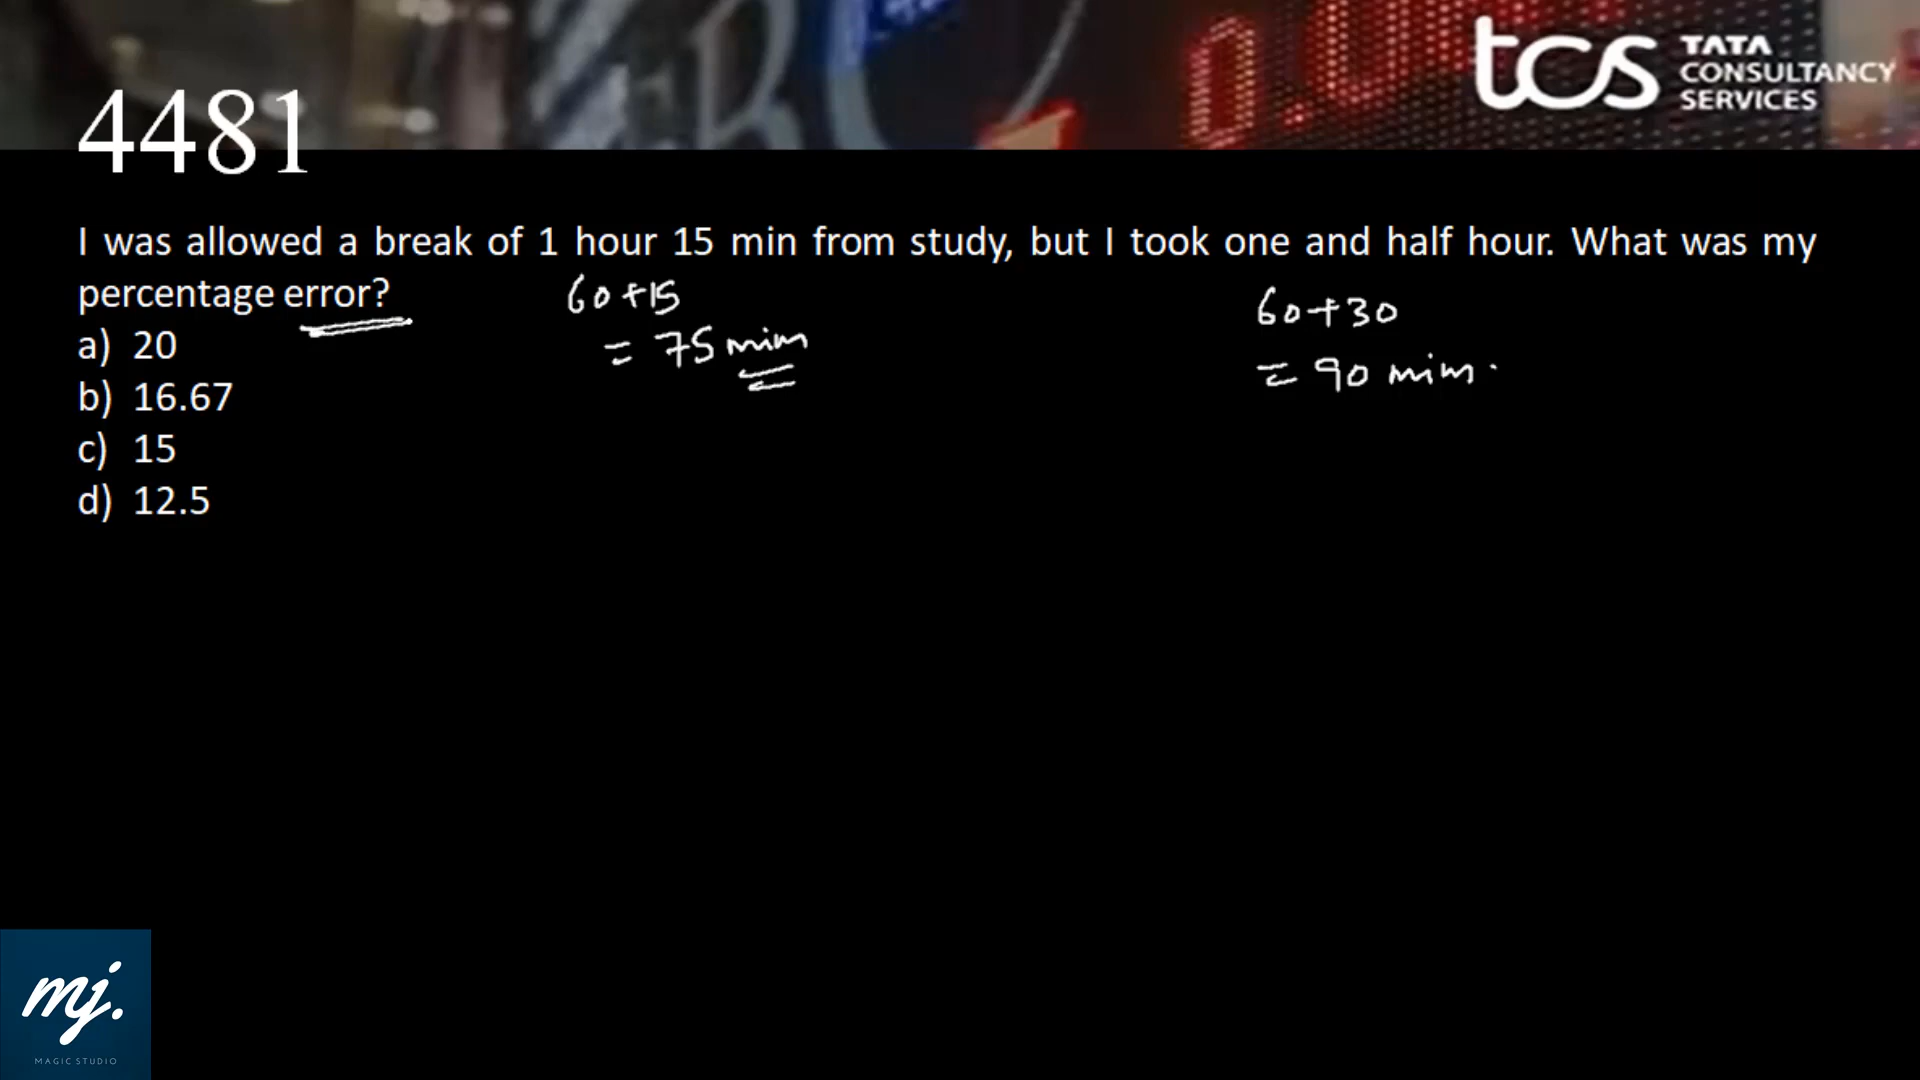 tcs TATA
CONSULTANCY
SERVICES
4481
I was allowed a break of 1 hour 15 min from study, but I took one and half hour. What was my
percentage error?
60+15
= 75 min
60+30
= 90 min.
a) 20
b) 16.67
c) 15
d) 12.5
mj.
MAGIC STUDIO